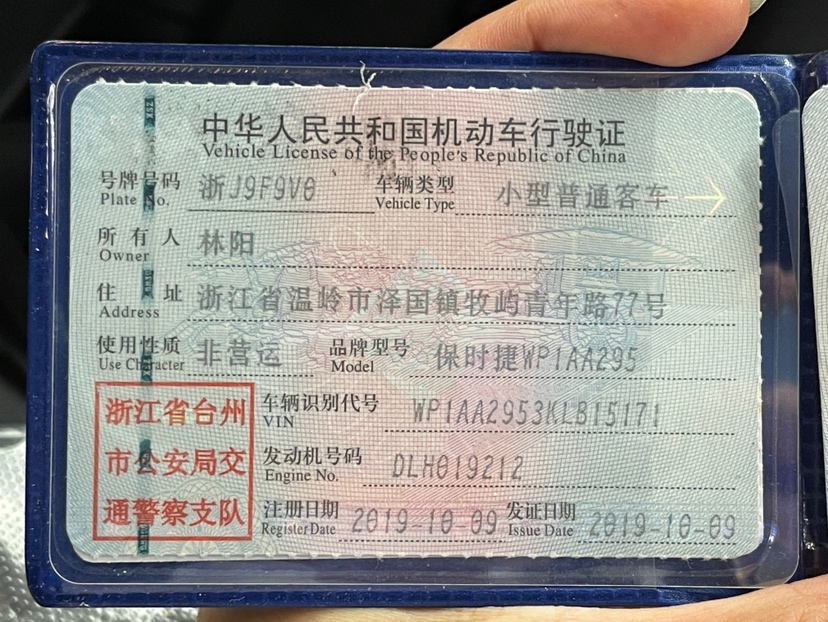 中华人民共和国机动车行驶证
Vehicle License of the People's Republic of China
号牌号码 浙J9F9V8 车辆类型 小型普通客车
Plate No. Vehicle Type
所有人 林阳
Owner
住址 浙江省温岭市泽国镇牧屿青年路77号
Address
使用性质 非营运 品牌型号 保时捷WP1AA295
Use Character Model
浙江省台州
市公安局交
通警察支队
车辆识别代号 WP1AA2953KLB15171
VIN
发动机号码 DLH019212
Engine No.
注册日期 2019-10-09 发证日期 2019-10-09
Register Date Issue Date